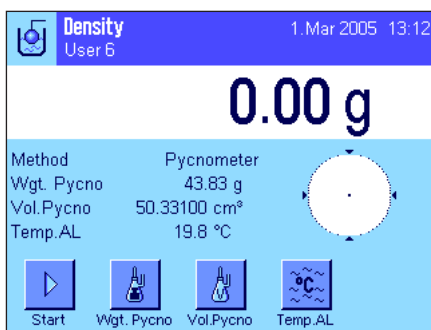 Density 1.Mar 2005 13:12
User 6
0.00 g
Method Pycnometer
Wgt. Pycno 43.83 g
Vol.Pycno 50.33100 cm³
Temp.AL 19.8 °C
°C
Start Wgt. Pycno Vol.Pycno Temp.AL